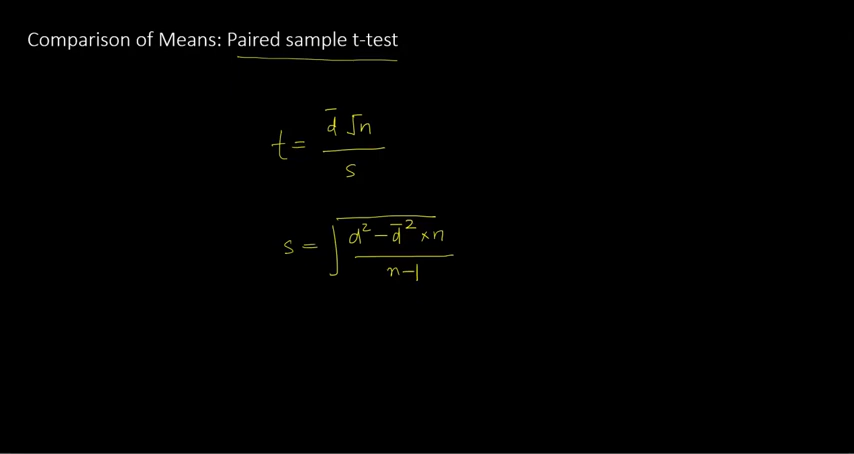 Comparison of Means: Paired sample t-test
t = d̅ √n / s
s = √((d² − d̅² × n) / (n − 1))